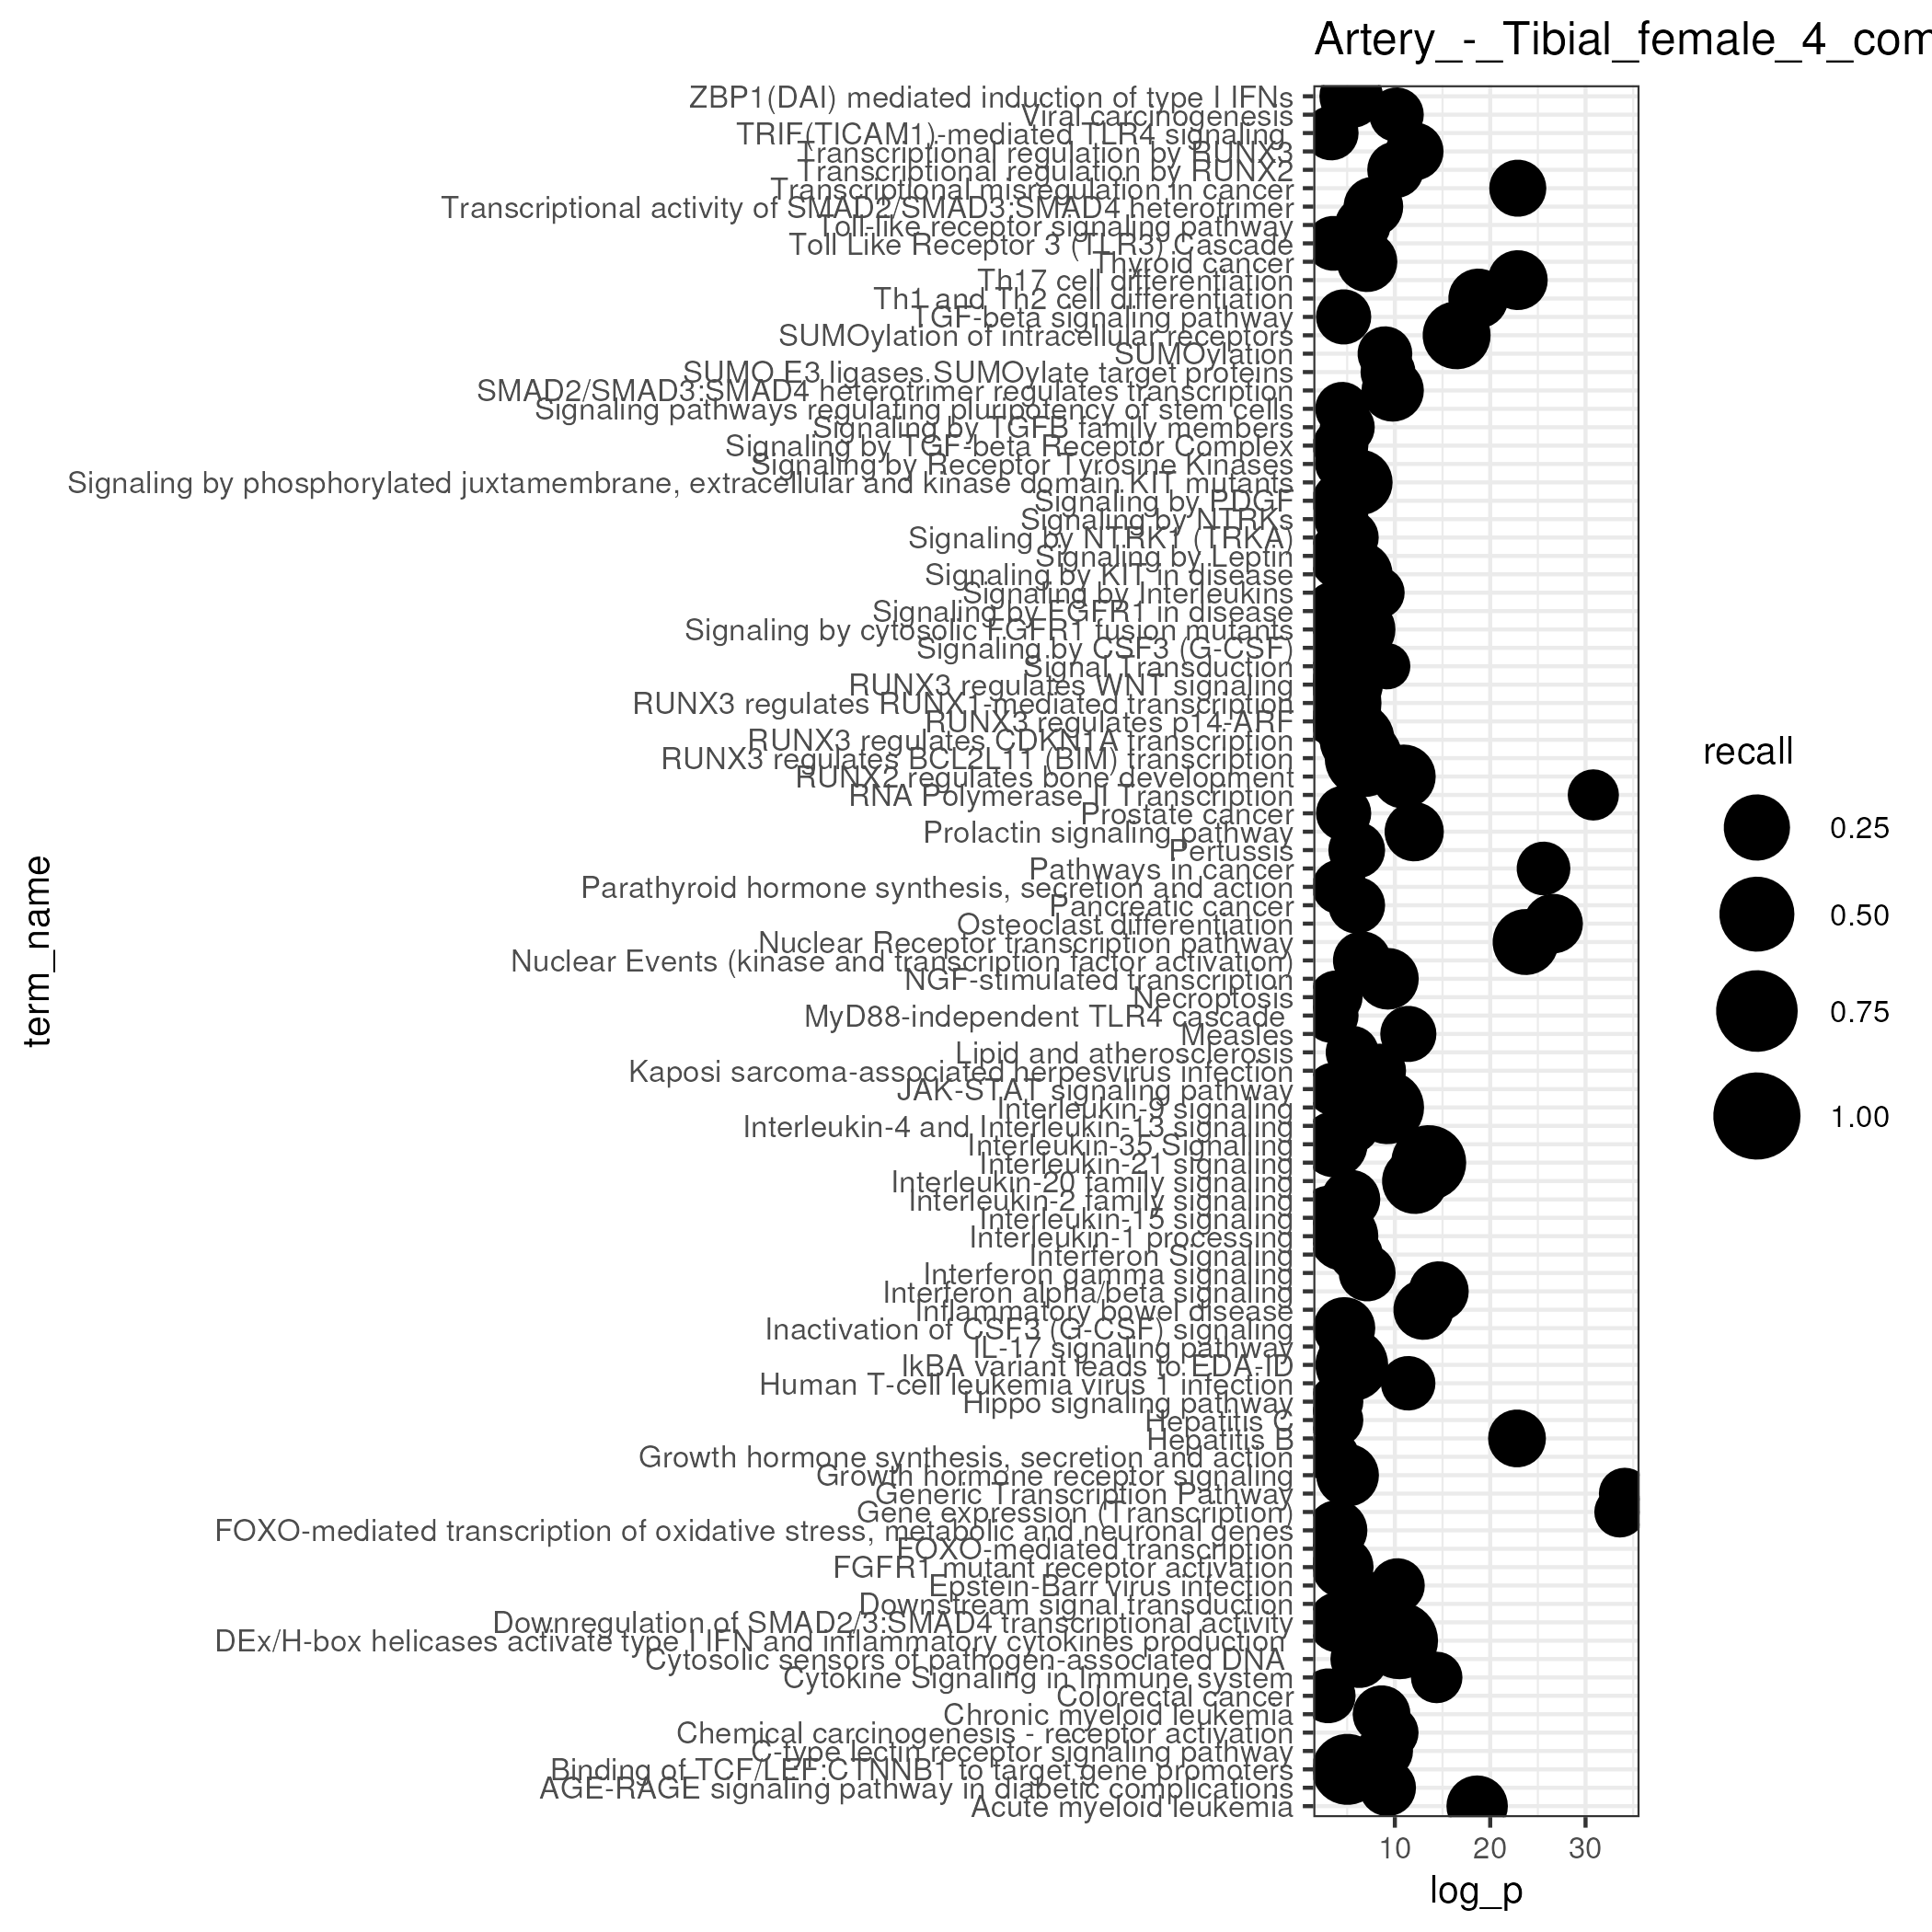 Artery_-_Tibial_female_4_com
ZBP1(DAI) mediated induction of type I IFNs
Viral carcinogenesis
TRIF(TICAM1)-mediated TLR4 signaling
Transcriptional regulation by RUNX3
Transcriptional regulation by RUNX2
Transcriptional misregulation in cancer
Transcriptional activity of SMAD2/SMAD3:SMAD4 heterotrimer
Toll-like receptor signaling pathway
Toll Like Receptor 3 (TLR3) Cascade
Thyroid cancer
Th17 cell differentiation
Th1 and Th2 cell differentiation
TGF-beta signaling pathway
SUMOylation of intracellular receptors
SUMOylation
SUMO E3 ligases SUMOylate target proteins
SMAD2/SMAD3:SMAD4 heterotrimer regulates transcription
Signaling pathways regulating pluripotency of stem cells
Signaling by TGFB family members
Signaling by TGF-beta Receptor Complex
Signaling by Receptor Tyrosine Kinases
Signaling by phosphorylated juxtamembrane, extracellular and kinase domain KIT mutants
Signaling by PDGF
Signaling by NTRKs
Signaling by NTRK1 (TRKA)
Signaling by Leptin
Signaling by KIT in disease
Signaling by Interleukins
Signaling by FGFR1 in disease
Signaling by cytosolic FGFR1 fusion mutants
Signaling by CSF3 (G-CSF)
Signal Transduction
RUNX3 regulates WNT signaling
RUNX3 regulates RUNX1-mediated transcription
RUNX3 regulates p14-ARF
RUNX3 regulates CDKN1A transcription
RUNX3 regulates BCL2L11 (BIM) transcription
RUNX2 regulates bone development
RNA Polymerase II Transcription
Prostate cancer
Prolactin signaling pathway
Pertussis
Pathways in cancer
Parathyroid hormone synthesis, secretion and action
Pancreatic cancer
Osteoclast differentiation
Nuclear Receptor transcription pathway
Nuclear Events (kinase and transcription factor activation)
NGF-stimulated transcription
Necroptosis
MyD88-independent TLR4 cascade
Measles
Lipid and atherosclerosis
Kaposi sarcoma-associated herpesvirus infection
JAK-STAT signaling pathway
Interleukin-9 signaling
Interleukin-4 and Interleukin-13 signaling
Interleukin-35 Signalling
Interleukin-21 signaling
Interleukin-20 family signaling
Interleukin-2 family signaling
Interleukin-15 signaling
Interleukin-1 processing
Interferon Signaling
Interferon gamma signaling
Interferon alpha/beta signaling
Inflammatory bowel disease
Inactivation of CSF3 (G-CSF) signaling
IL-17 signaling pathway
IkBA variant leads to EDA-ID
Human T-cell leukemia virus 1 infection
Hippo signaling pathway
Hepatitis C
Hepatitis B
Growth hormone synthesis, secretion and action
Growth hormone receptor signaling
Generic Transcription Pathway
Gene expression (Transcription)
FOXO-mediated transcription of oxidative stress, metabolic and neuronal genes
FOXO-mediated transcription
FGFR1 mutant receptor activation
Epstein-Barr virus infection
Downstream signal transduction
Downregulation of SMAD2/3:SMAD4 transcriptional activity
DEx/H-box helicases activate type I IFN and inflammatory cytokines production
Cytosolic sensors of pathogen-associated DNA
Cytokine Signaling in Immune system
Colorectal cancer
Chronic myeloid leukemia
Chemical carcinogenesis - receptor activation
C-type lectin receptor signaling pathway
Binding of TCF/LEF:CTNNB1 to target gene promoters
AGE-RAGE signaling pathway in diabetic complications
Acute myeloid leukemia
term_name
10 20 30
log_p
recall
0.25
0.50
0.75
1.00